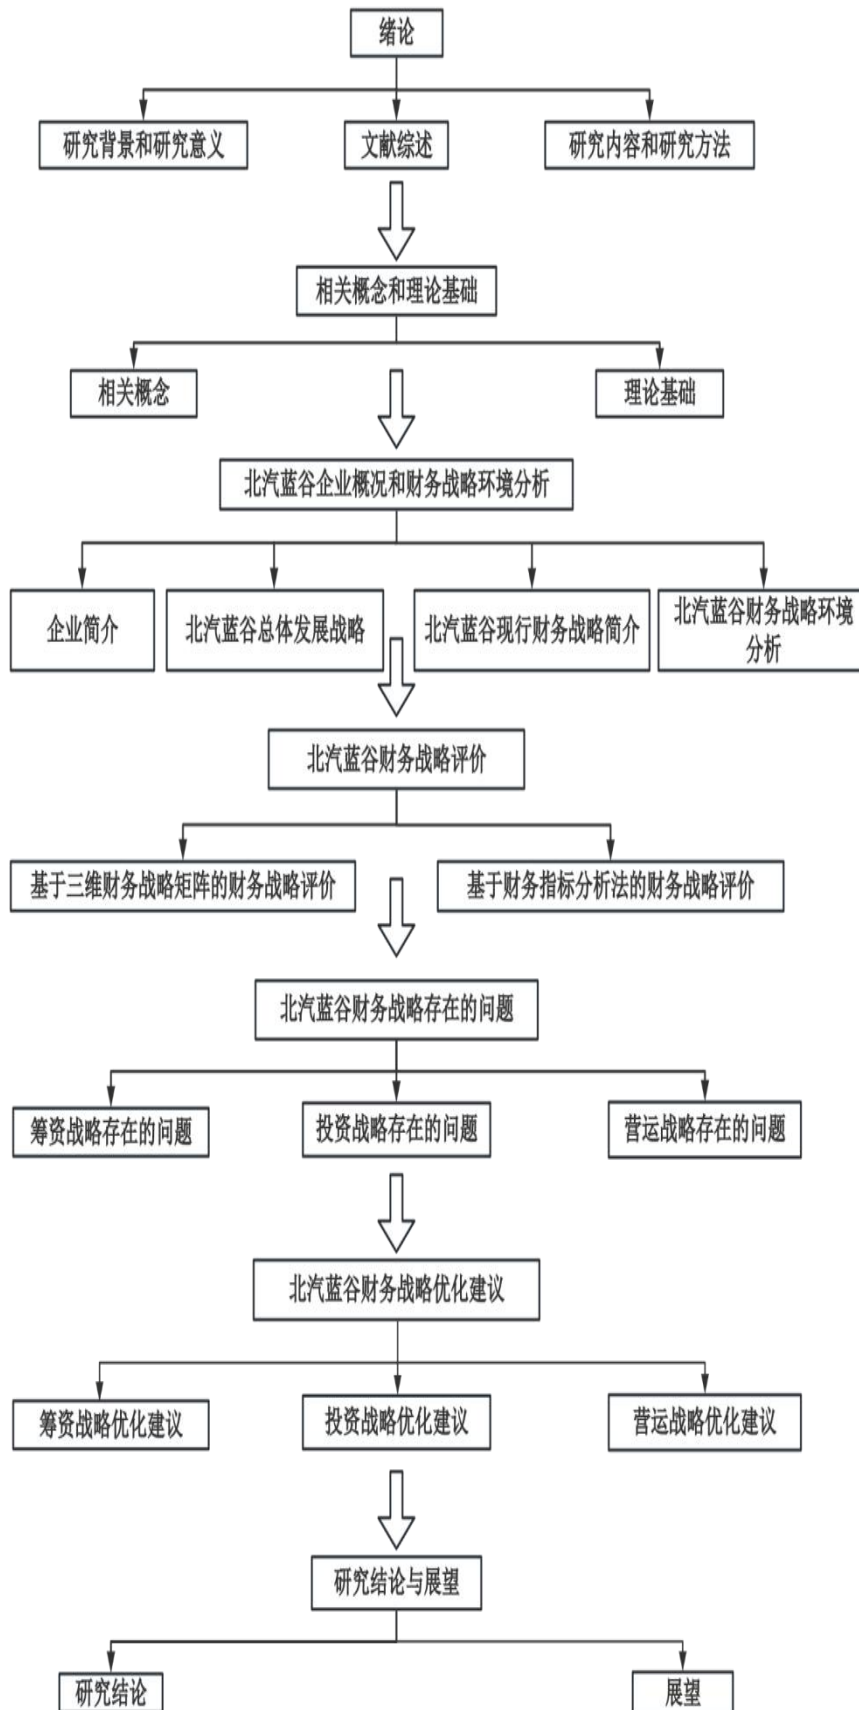 绪论
研究背景和研究意义
文献综述
研究内容和研究方法
相关概念和理论基础
相关概念
理论基础
北汽蓝谷企业概况和财务战略环境分析
企业简介
北汽蓝谷总体发展战略
北汽蓝谷现行财务战略简介
北汽蓝谷财务战略环境
分析
北汽蓝谷财务战略评价
基于三维财务战略矩阵的财务战略评价
基于财务指标分析法的财务战略评价
北汽蓝谷财务战略存在的问题
筹资战略存在的问题
投资战略存在的问题
营运战略存在的问题
北汽蓝谷财务战略优化建议
筹资战略优化建议
投资战略优化建议
营运战略优化建议
研究结论与展望
研究结论
展望